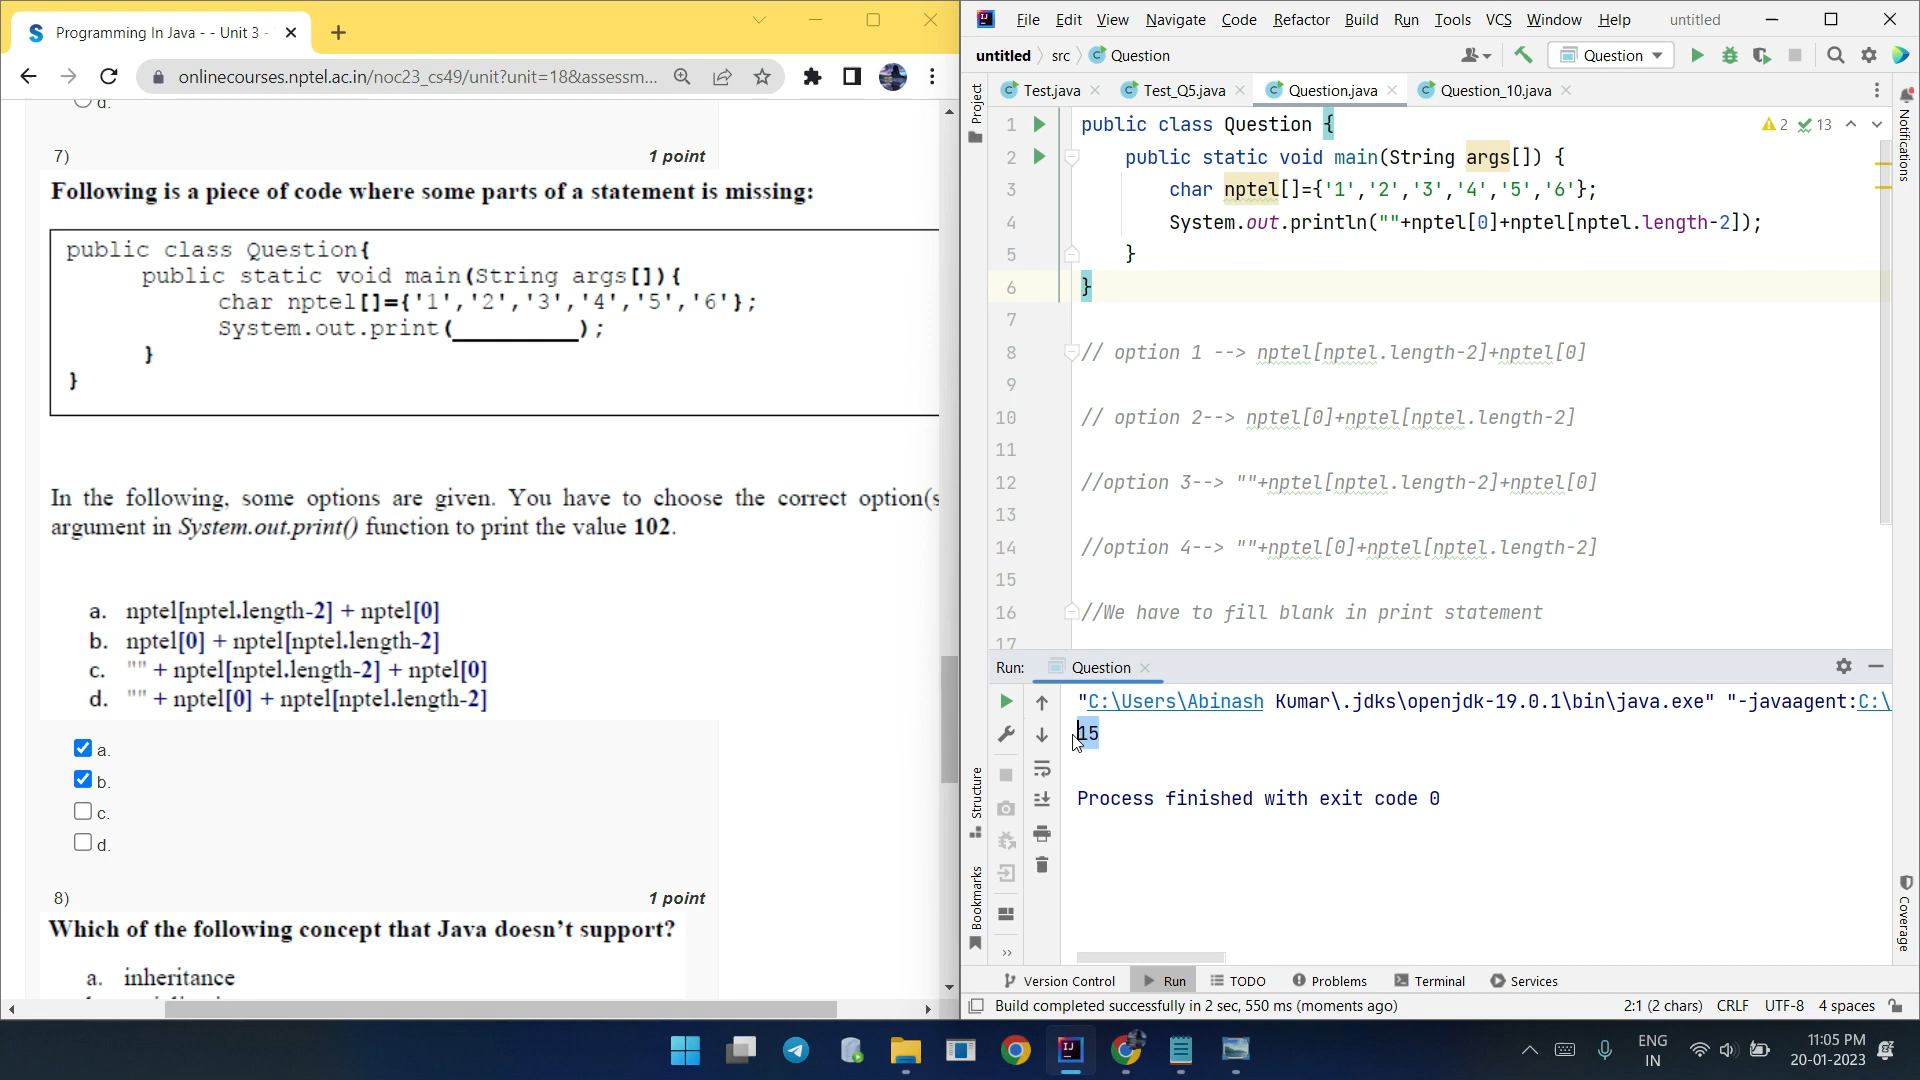 Programming In Java - - Unit 3 -
onlinecourses.nptel.ac.in/noc23_cs49/unit?unit=18&assessm...
d.
7)
1 point
Following is a piece of code where some parts of a statement is missing:
public class Question{
public static void main(String args[]){
char nptel[]={'1','2','3','4','5','6'};
System.out.print(__________);
}
}
In the following, some options are given. You have to choose the correct option(s
argument in System.out.print() function to print the value 102.
a. nptel[nptel.length-2] + nptel[0]
b. nptel[0] + nptel[nptel.length-2]
c. "" + nptel[nptel.length-2] + nptel[0]
d. "" + nptel[0] + nptel[nptel.length-2]
a.
b.
c.
d.
8)
1 point
Which of the following concept that Java doesn't support?
a. inheritance
File Edit View Navigate Code Refactor Build Run Tools VCS Window Help untitled
untitled src Question
Question
Test.java Test_Q5.java Question.java Question_10.java
Project
Notifications
2 13
1 public class Question {
2 public static void main(String args[]) {
3 char nptel[]={'1','2','3','4','5','6'};
4 System.out.println(""+nptel[0]+nptel[nptel.length-2]);
5 }
6 }
7
8 // option 1 --> nptel[nptel.length-2]+nptel[0]
9
10 // option 2--> nptel[0]+nptel[nptel.length-2]
11
12 //option 3--> ""+nptel[nptel.length-2]+nptel[0]
13
14 //option 4--> ""+nptel[0]+nptel[nptel.length-2]
15
16 //We have to fill blank in print statement
17
Run: Question
"C:\Users\Abinash Kumar\.jdks\openjdk-19.0.1\bin\java.exe" "-javaagent:C:\
15
Process finished with exit code 0
Structure
Bookmarks
Coverage
Version Control Run TODO Problems Terminal Services
Build completed successfully in 2 sec, 550 ms (moments ago)
2:1 (2 chars) CRLF UTF-8 4 spaces
ENG
IN
11:05 PM
20-01-2023